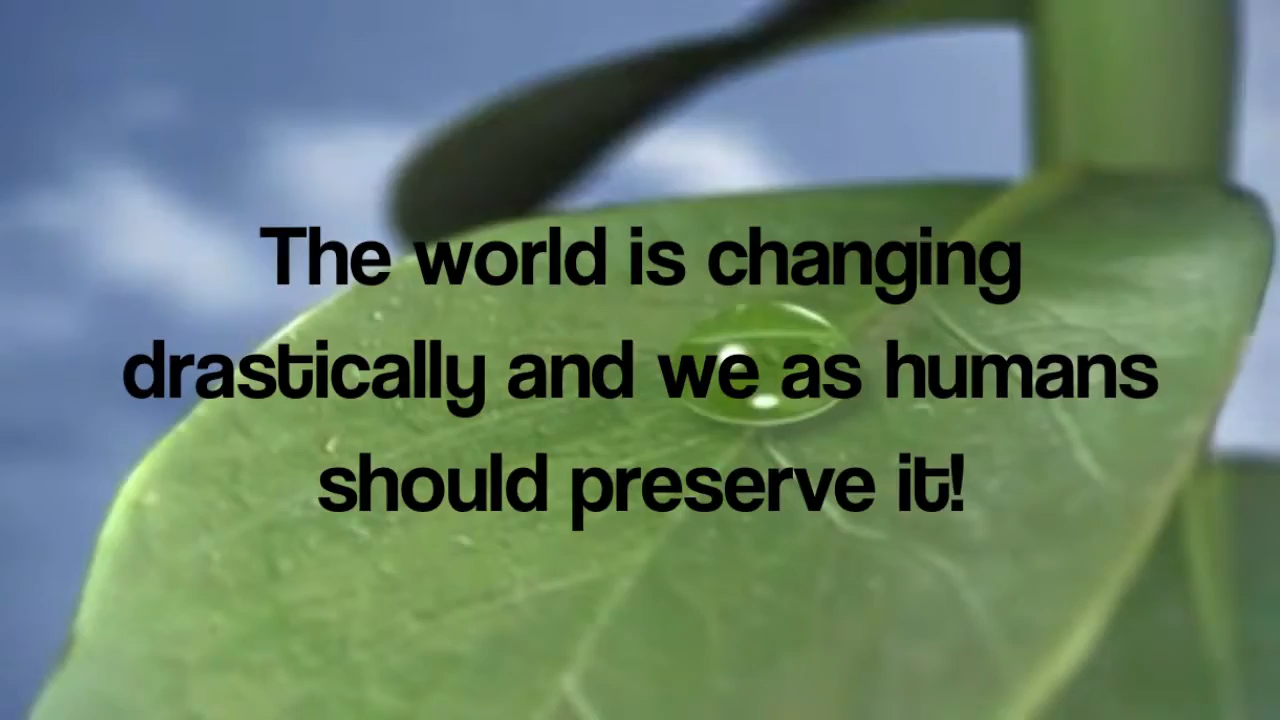 The world is changing
drastically and we as humans
should preserve it!